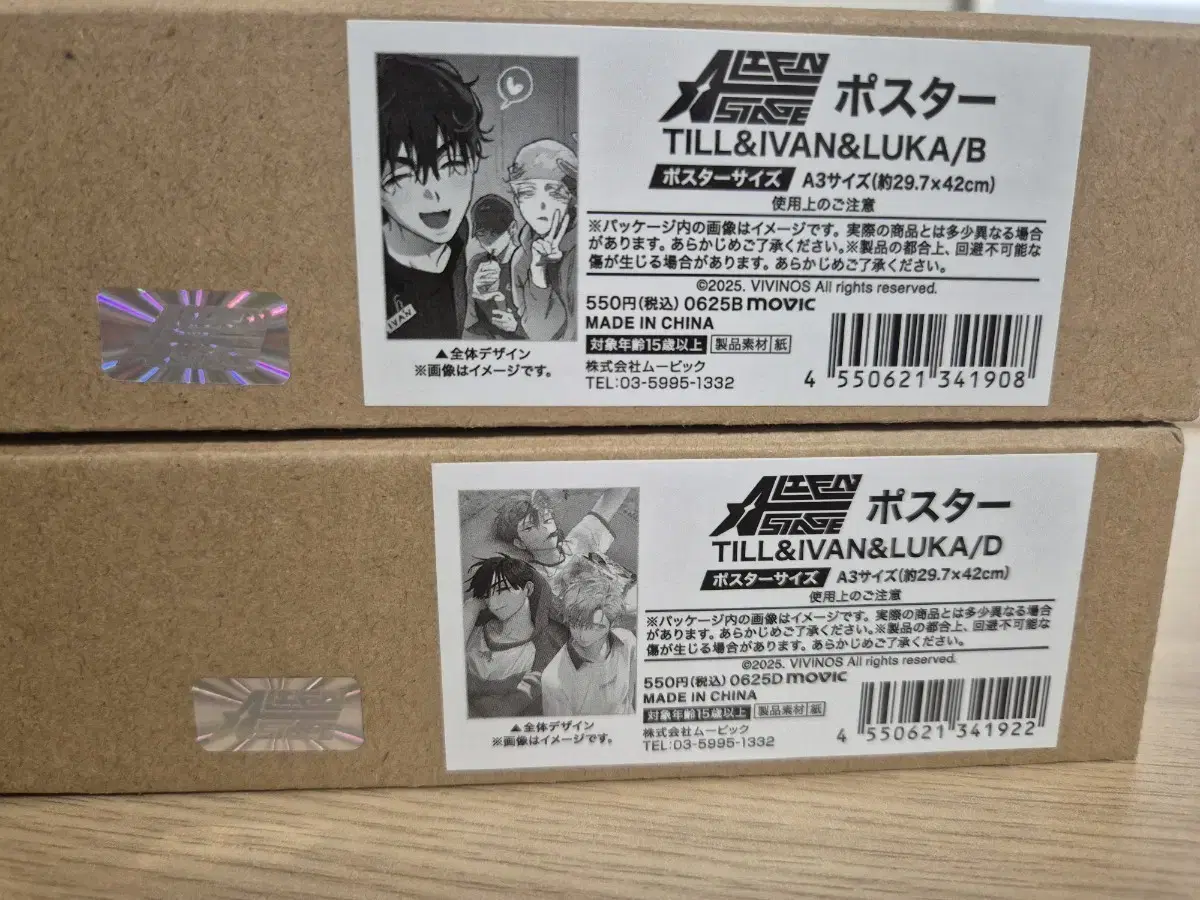 ALIEN STAGE ポスター
TILL&IVAN&LUKA/B
ポスターサイズ A3サイズ(約29.7×42cm)
使用上のご注意
※パッケージ内の画像はイメージです。実際の商品とは多少異なる場合
があります。あらかじめご了承ください。※製品の都合上、回避不可能な
傷が生じる場合があります。あらかじめご了承ください。
©2025. VIVINOS All rights reserved.
550円(税込) 0625B movic
MADE IN CHINA
対象年齢15歳以上 製品素材 紙
株式会社ムービック
TEL:03-5995-1332
4 550621 341908
IVAN
▲全体デザイン
※画像はイメージです。
ALIEN STAGE
ALIEN STAGE ポスター
TILL&IVAN&LUKA/D
ポスターサイズ A3サイズ(約29.7×42cm)
使用上のご注意
※パッケージ内の画像はイメージです。実際の商品とは多少異なる場合
があります。あらかじめご了承ください。※製品の都合上、回避不可能な
傷が生じる場合があります。あらかじめご了承ください。
©2025. VIVINOS All rights reserved.
550円(税込) 0625D movic
MADE IN CHINA
対象年齢15歳以上 製品素材 紙
株式会社ムービック
TEL:03-5995-1332
4 550621 341922
▲全体デザイン
※画像はイメージです。
ALIEN STAGE